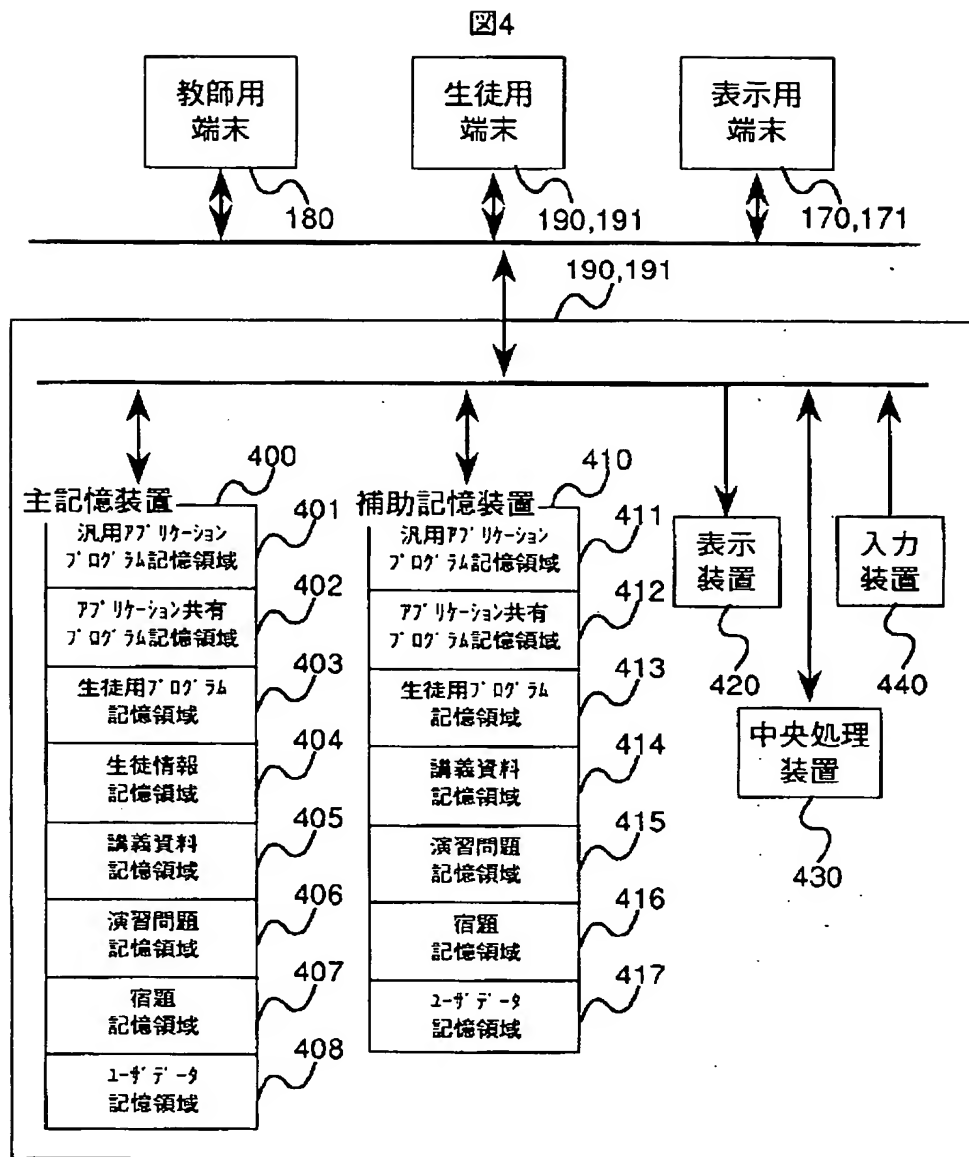 図4
教師用
端末
生徒用
端末
表示用
端末
180
190,191
170,171
190,191
主記憶装置
400
汎用アプリケーション
プログラム記憶領域
401
アプリケーション共有
プログラム記憶領域
402
生徒用プログラム
記憶領域
403
生徒情報
記憶領域
404
講義資料
記憶領域
405
演習問題
記憶領域
406
宿題
記憶領域
407
ユーザデータ
記憶領域
408
補助記憶装置
410
汎用アプリケーション
プログラム記憶領域
411
アプリケーション共有
プログラム記憶領域
412
生徒用プログラム
記憶領域
413
講義資料
記憶領域
414
演習問題
記憶領域
415
宿題
記憶領域
416
ユーザデータ
記憶領域
417
表示
装置
420
入力
装置
440
中央処理
装置
430